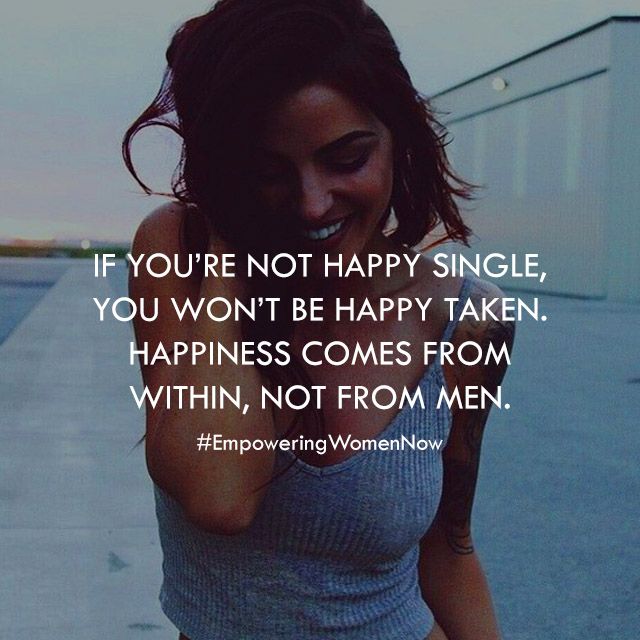 IF YOU'RE NOT HAPPY SINGLE,
YOU WON'T BE HAPPY TAKEN.
HAPPINESS COMES FROM
WITHIN, NOT FROM MEN.
#EmpoweringWomenNow